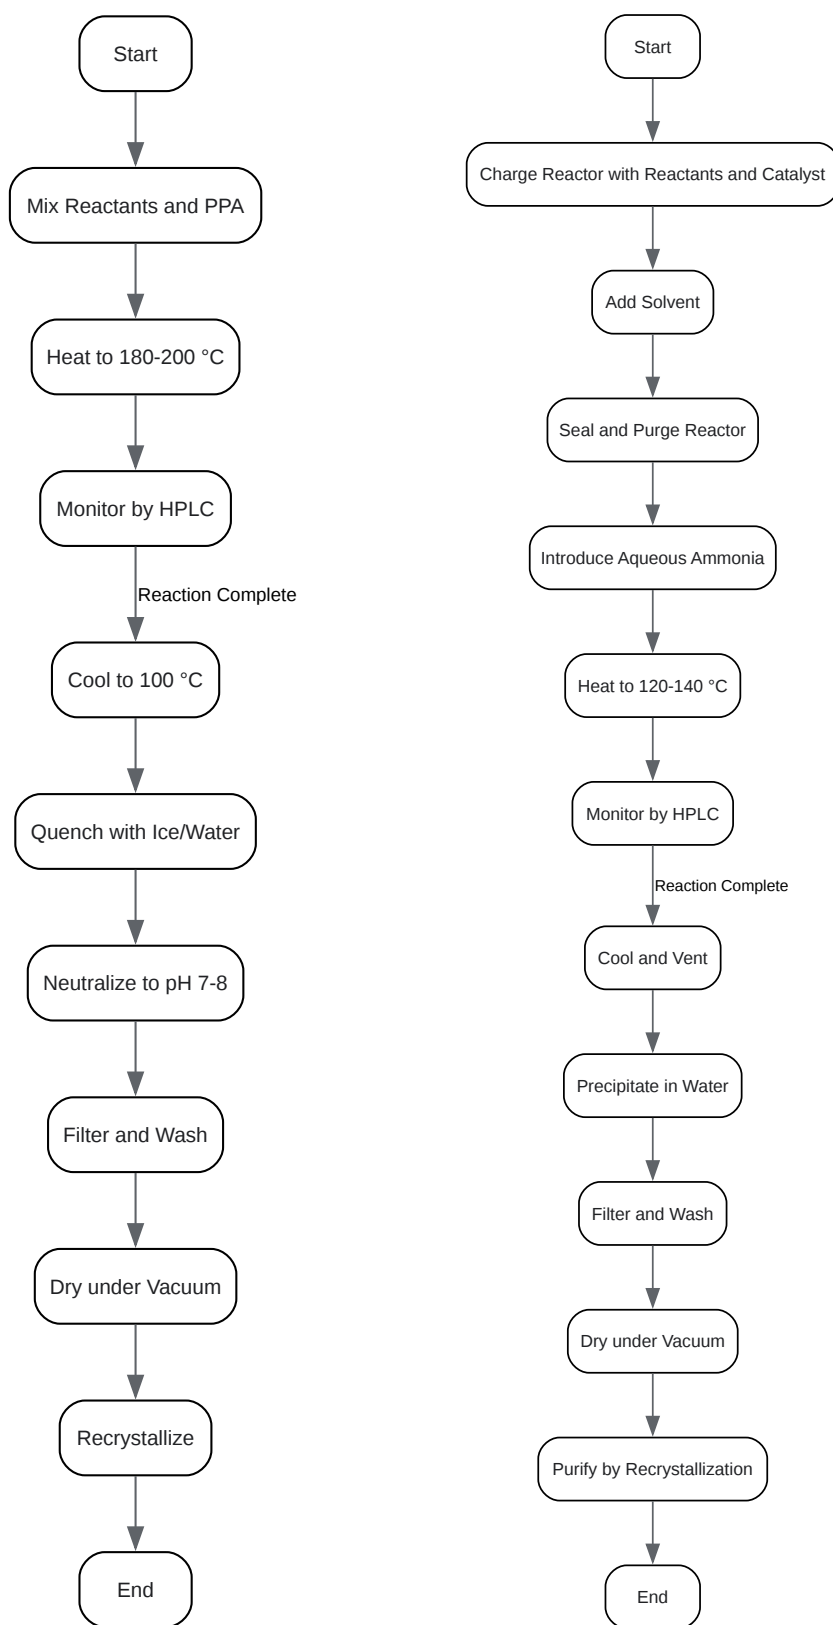 Start
Mix Reactants and PPA
Heat to 180-200 °C
Monitor by HPLC
Reaction Complete
Cool to 100 °C
Quench with Ice/Water
Neutralize to pH 7-8
Filter and Wash
Dry under Vacuum
Recrystallize
End
Start
Charge Reactor with Reactants and Catalyst
Add Solvent
Seal and Purge Reactor
Introduce Aqueous Ammonia
Heat to 120-140 °C
Monitor by HPLC
Reaction Complete
Cool and Vent
Precipitate in Water
Filter and Wash
Dry under Vacuum
Purify by Recrystallization
End